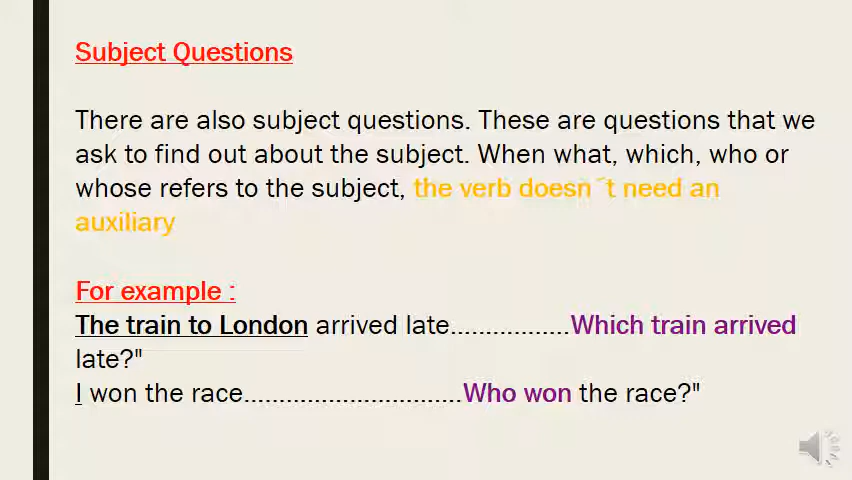 Subject Questions
There are also subject questions. These are questions that we
ask to find out about the subject. When what, which, who or
whose refers to the subject, the verb doesn´t need an
auxiliary
For example :
The train to London arrived late.................Which train arrived
late?"
I won the race...............................Who won the race?"